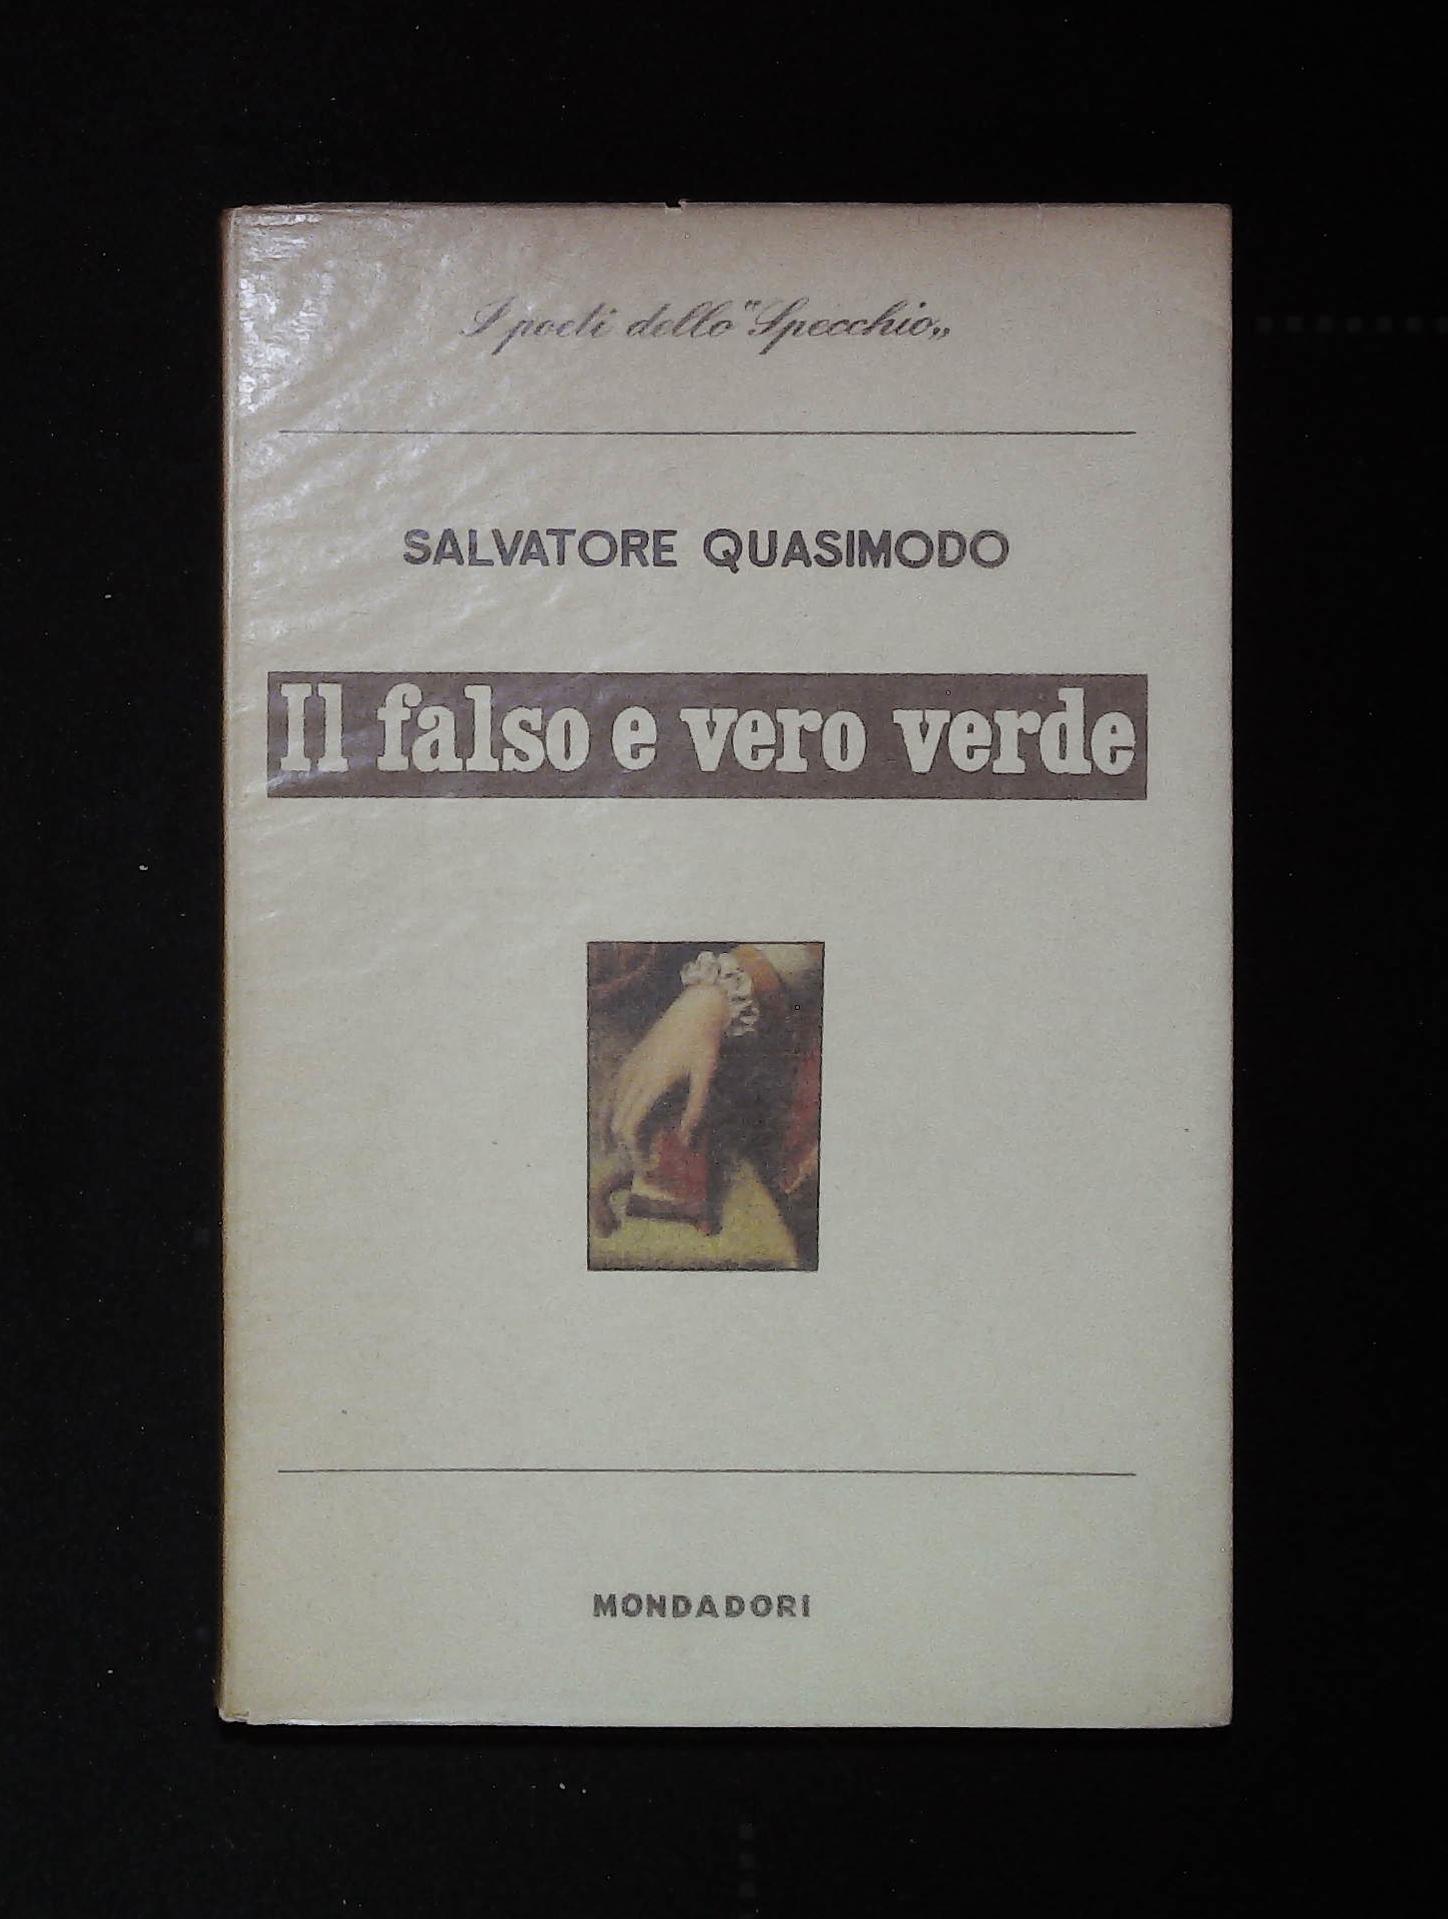 I poeti dello "Specchio„
SALVATORE QUASIMODO
Il falso e vero verde
MONDADORI